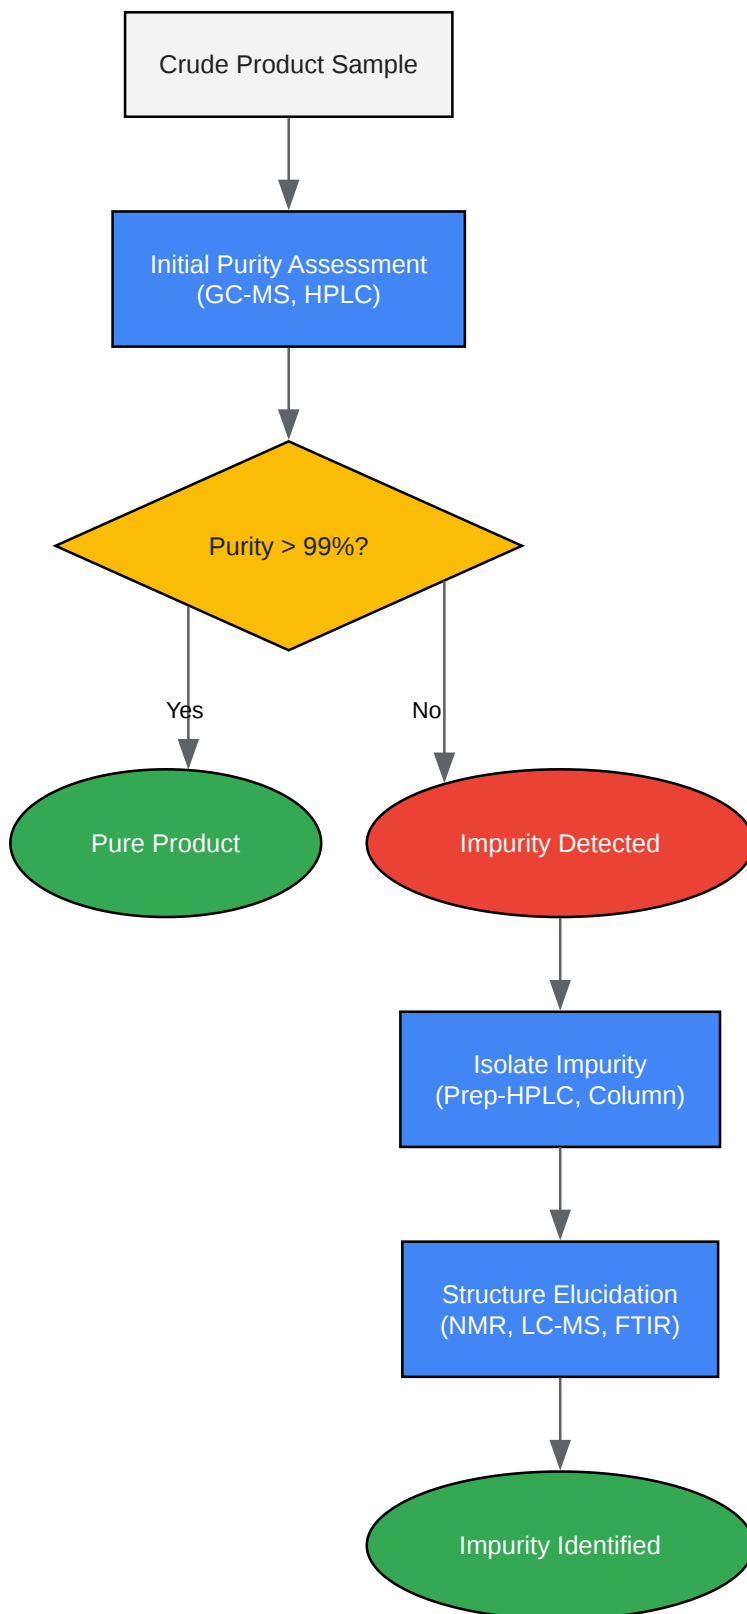 Crude Product Sample
Initial Purity Assessment
(GC-MS, HPLC)
Purity > 99%?
Yes
No
Pure Product
Impurity Detected
Isolate Impurity
(Prep-HPLC, Column)
Structure Elucidation
(NMR, LC-MS, FTIR)
Impurity Identified